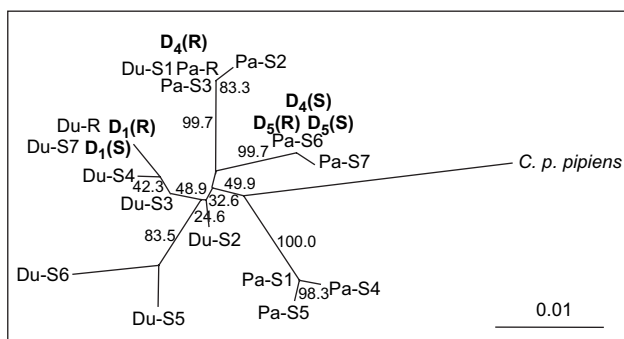 D4(R)
Du-S1 Pa-R Pa-S2
Pa-S3 83.3
D4(S)
99.7
Du-R D1(R) D5(R) D5(S)
Pa-S6
Du-S7 D1(S) 99.7
Pa-S7
C. p. pipiens
Du-S4
42.3 48.9 49.9
Du-S3 32.6
24.6
83.5 Du-S2 100.0
Du-S6 Pa-S1 Pa-S4
98.3
Pa-S5
Du-S5 0.01